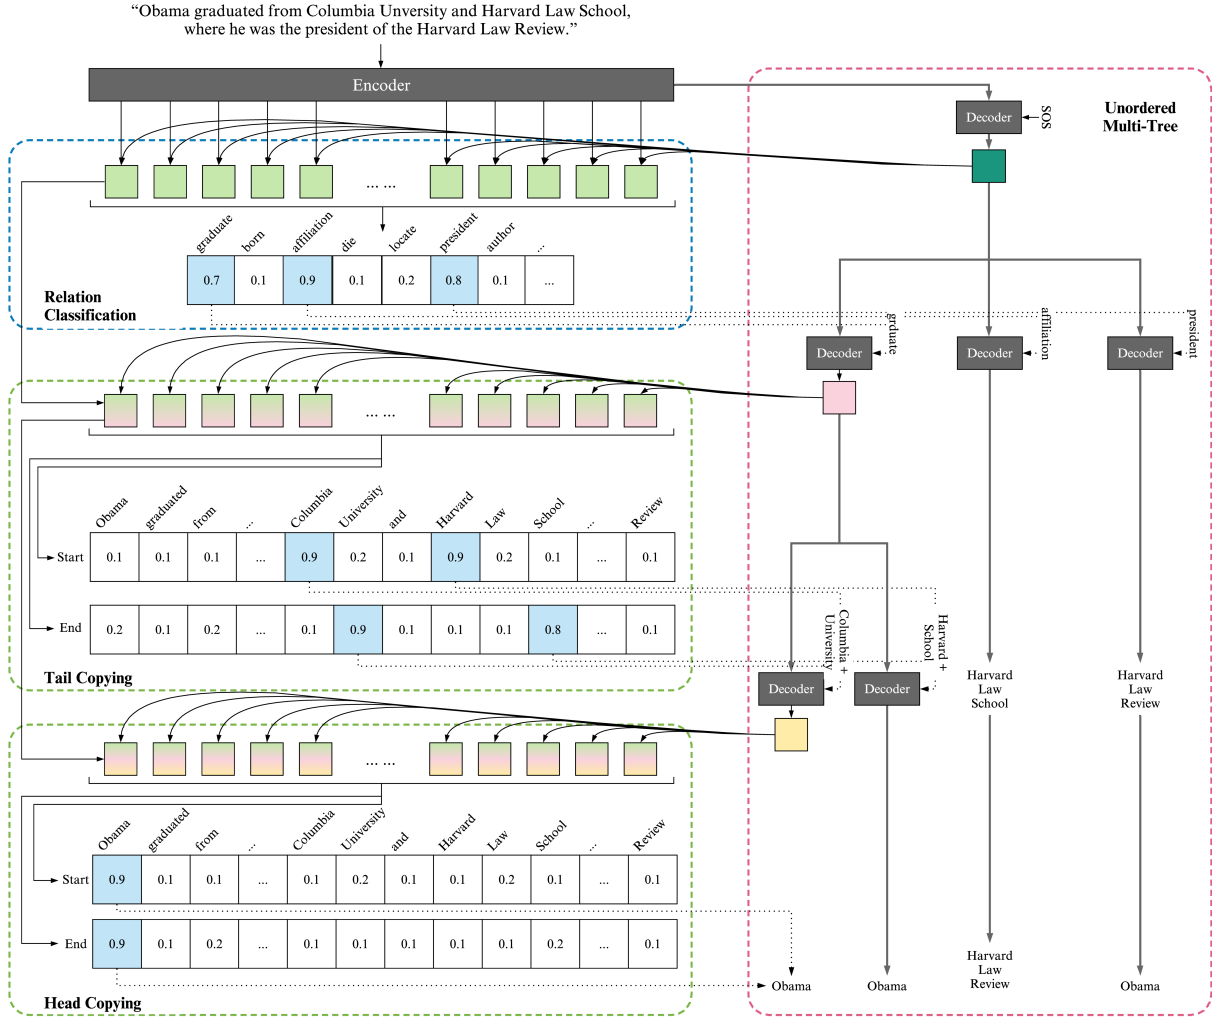 “Obama graduated from Columbia Unversity and Harvard Law School,
where he was the president of the Harvard Law Review.”
Encoder
Decoder
SOS
Unordered
Multi-Tree
... ...
graduate
born
affiliation
die
locate
president
author
...
0.7 0.1 0.9 0.1 0.2 0.8 0.1 ...
Relation
Classification
grduate
affiliation
president
Decoder
Decoder
Decoder
... ...
Obama
graduated
from
...
Columbia
University
and
Harvard
Law
School
...
Review
Start 0.1 0.1 0.1 ... 0.9 0.2 0.1 0.9 0.2 0.1 ... 0.1
End 0.2 0.1 0.2 ... 0.1 0.9 0.1 0.1 0.1 0.8 ... 0.1
Tail Copying
Columbia +
University
Harvard +
School
Decoder
Decoder
Harvard
Law
School
Harvard
Law
Review
... ...
Obama
graduated
from
...
Columbia
University
and
Harvard
Law
School
...
Review
Start 0.9 0.1 0.1 ... 0.1 0.2 0.1 0.1 0.2 0.1 ... 0.1
End 0.9 0.1 0.2 ... 0.1 0.1 0.1 0.1 0.1 0.2 ... 0.1
Head Copying
Obama
Obama
Harvard
Law
Review
Obama